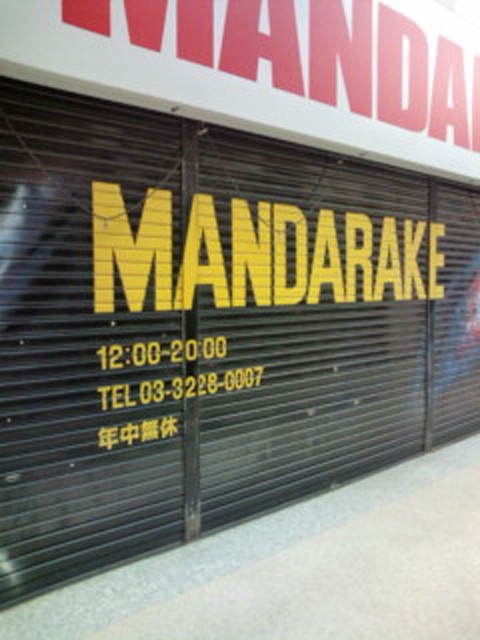 MANDA
MANDARAKE
12:00-20:00
TEL 03-3228-0007
年中無休